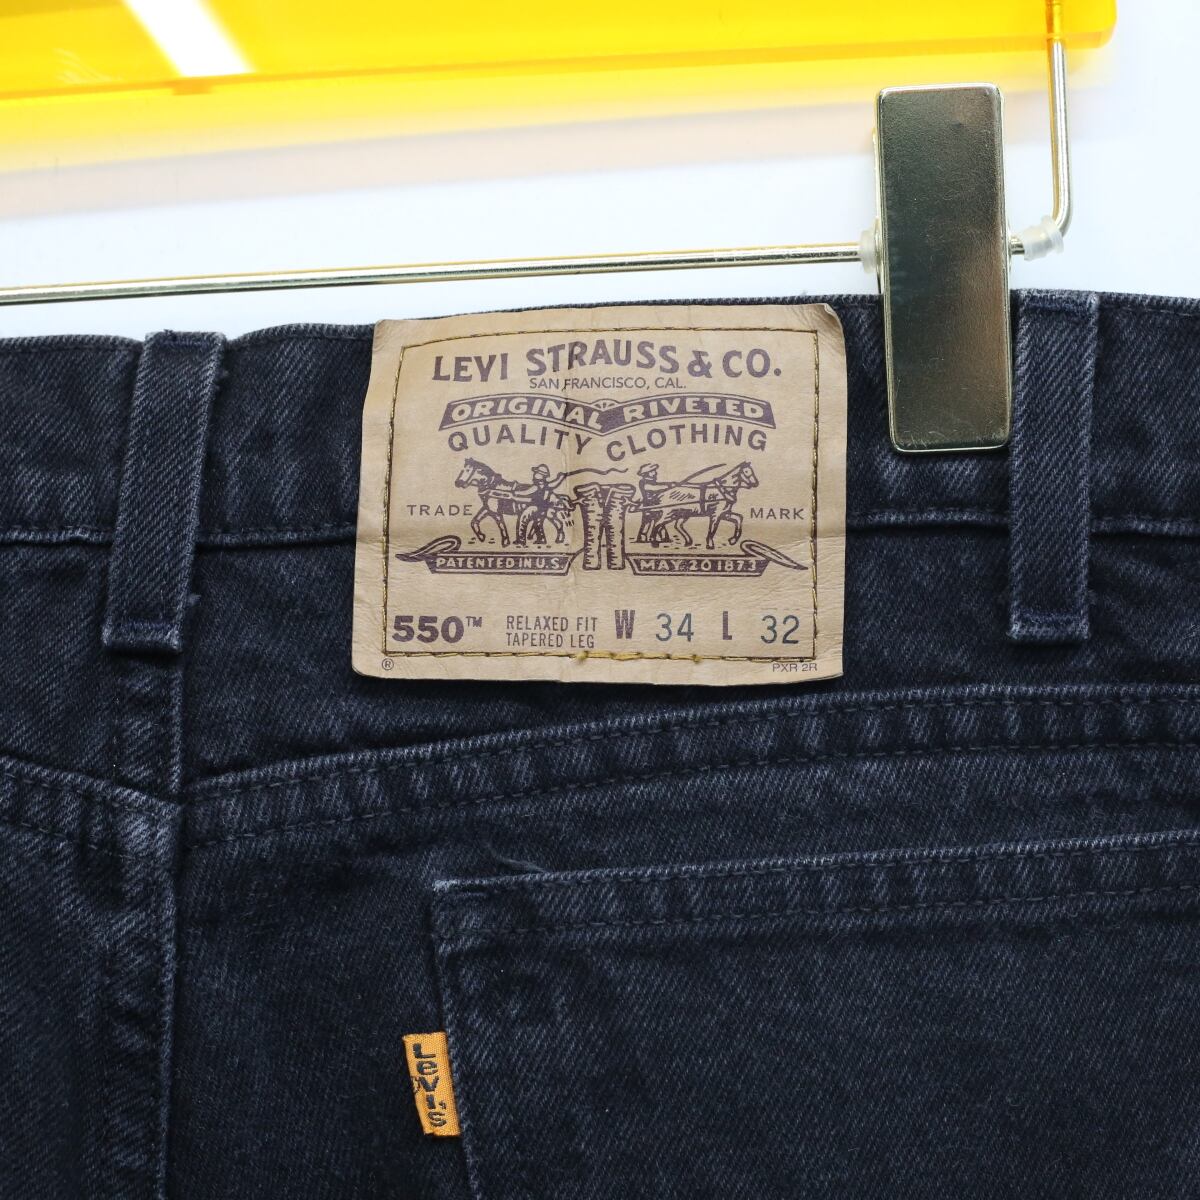 LEVI STRAUSS & CO.
SAN FRANCISCO, CAL.
ORIGINAL RIVETED
QUALITY CLOTHING
TRADE MARK
PATENTED IN U.S. MAY 20 1873
550™ RELAXED FIT TAPERED LEG W 34 L 32
® PXR 2R
LEVI'S